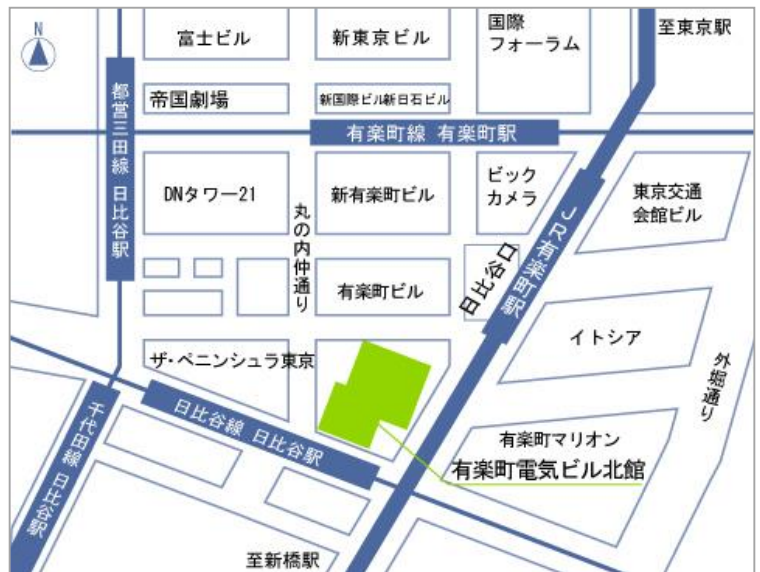 N
富士ビル
新東京ビル
国際
フォーラム
至東京駅
都営三田線 日比谷駅
帝国劇場
新国際ビル新日石ビル
有楽町線 有楽町駅
DNタワー21
丸の内仲通り
新有楽町ビル
ビック
カメラ
JR有楽町駅
東京交通
会館ビル
日比谷口
有楽町ビル
イトシア
ザ・ペニンシュラ東京
外堀通り
千代田線 日比谷駅
日比谷線 日比谷駅
有楽町マリオン
有楽町電気ビル北館
至新橋駅